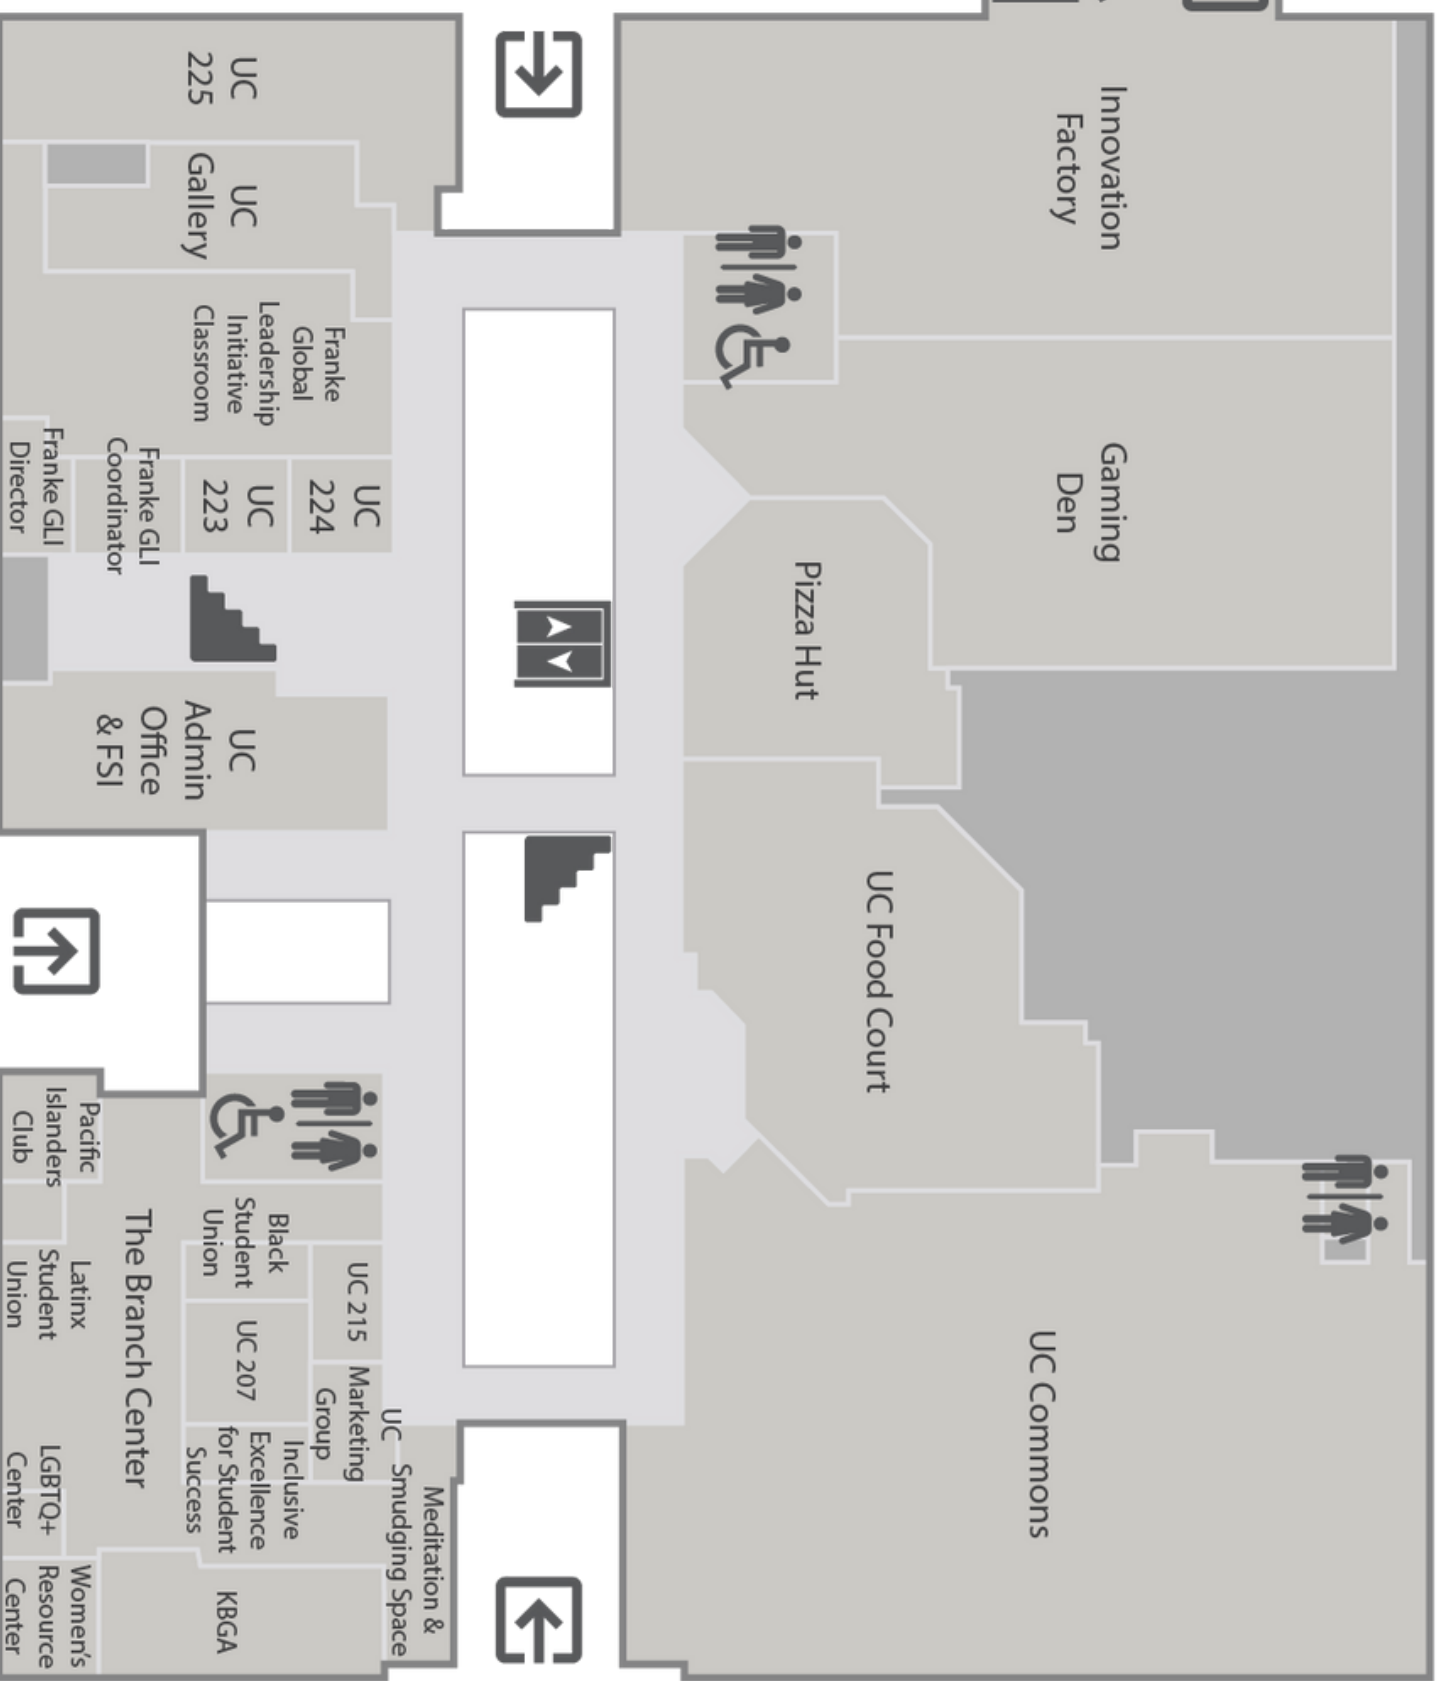 UC
225
UC
Gallery
Franke
Global
Leadership
Initiative
Classroom
Franke GLI
Director
Franke GLI
Coordinator
UC
223
UC
224
UC
Admin
Office
& FSI
Innovation
Factory
Gaming
Den
Pizza Hut
UC Food Court
UC Commons
Pacific
Islanders
Club
The Branch Center
Black
Student
Union
UC 215
Latinx
Student
Union
UC 207
UC
Marketing
Group
Inclusive
Excellence
for Student
Success
Meditation &
Smudging Space
LGBTQ+
Center
Women's
Resource
Center
KBGA